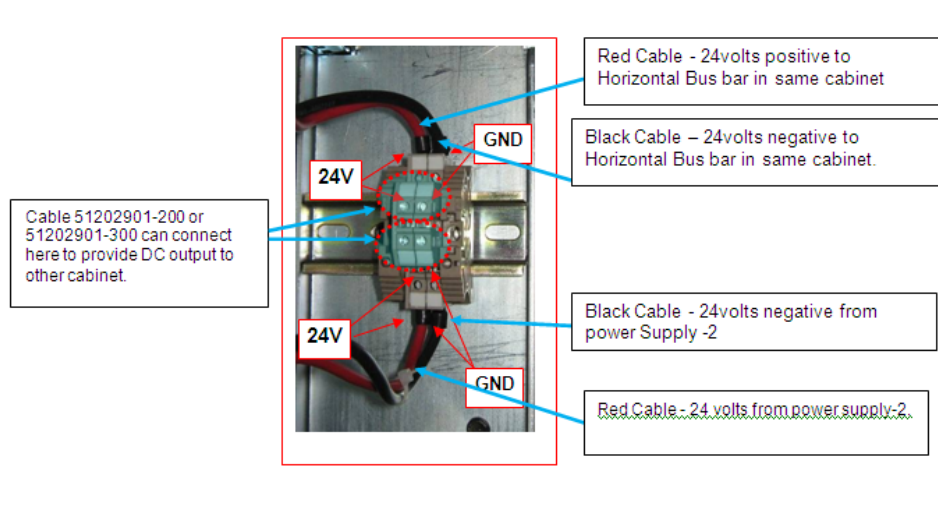 Red Cable - 24volts positive to
Horizontal Bus bar in same cabinet
Black Cable – 24volts negative to
Horizontal Bus bar in same cabinet.
GND
24V
Cable 51202901-200 or
51202901-300 can connect
here to provide DC output to
other cabinet.
24V
GND
Black Cable - 24volts negative from
power Supply -2
Red Cable - 24 volts from power supply-2.